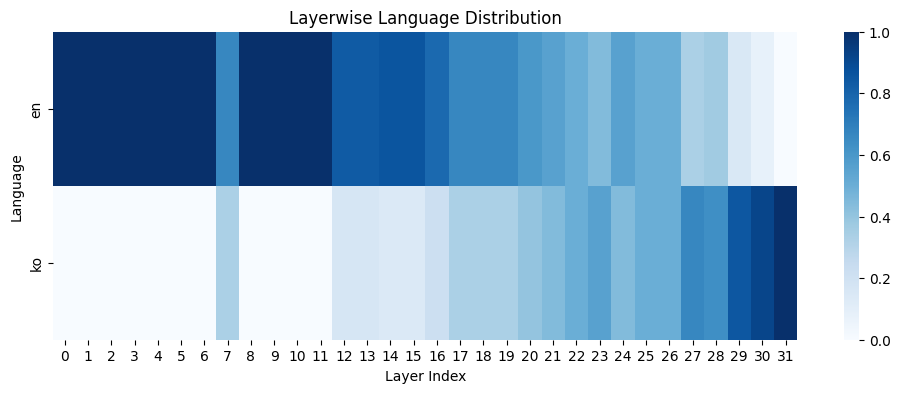 Layerwise Language Distribution
Language
en
ko
0 1 2 3 4 5 6 7 8 9 10 11 12 13 14 15 16 17 18 19 20 21 22 23 24 25 26 27 28 29 30 31
Layer Index
1.0
0.8
0.6
0.4
0.2
0.0